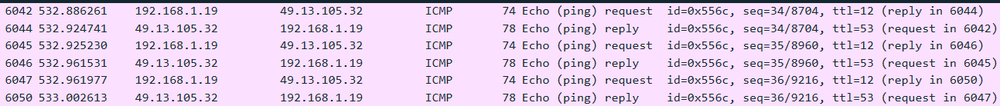 6042 532.886261 192.168.1.19 49.13.105.32 ICMP 74 Echo (ping) request id=0x556c, seq=34/8704, ttl=12 (reply in 6044)
6044 532.924741 49.13.105.32 192.168.1.19 ICMP 78 Echo (ping) reply id=0x556c, seq=34/8704, ttl=53 (request in 6042)
6045 532.925230 192.168.1.19 49.13.105.32 ICMP 74 Echo (ping) request id=0x556c, seq=35/8960, ttl=12 (reply in 6046)
6046 532.961531 49.13.105.32 192.168.1.19 ICMP 78 Echo (ping) reply id=0x556c, seq=35/8960, ttl=53 (request in 6045)
6047 532.961977 192.168.1.19 49.13.105.32 ICMP 74 Echo (ping) request id=0x556c, seq=36/9216, ttl=12 (reply in 6050)
6050 533.002613 49.13.105.32 192.168.1.19 ICMP 78 Echo (ping) reply id=0x556c, seq=36/9216, ttl=53 (request in 6047)